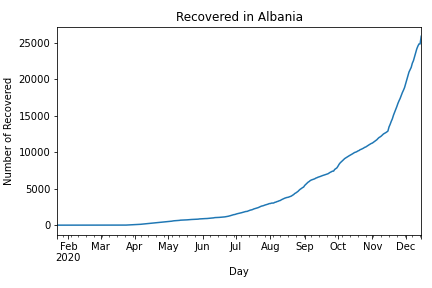 Recovered in Albania
Number of Recovered
25000
20000
15000
10000
5000
0
Feb Mar Apr May Jun Jul Aug Sep Oct Nov Dec
2020
Day